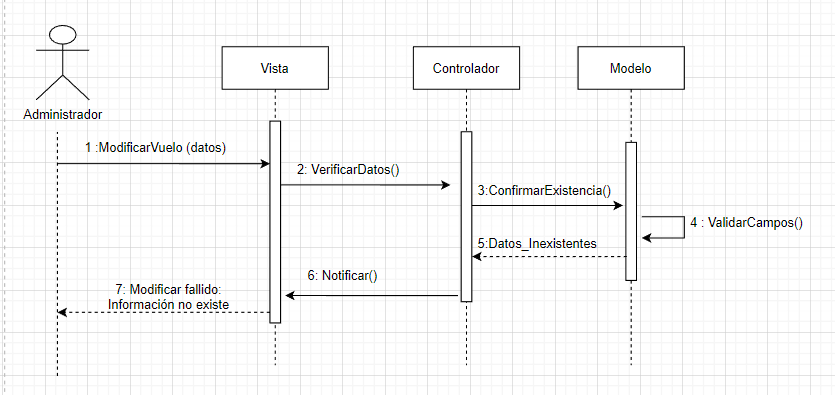 Vista
Controlador
Modelo
Administrador
1 :ModificarVuelo (datos)
2: VerificarDatos()
3:ConfirmarExistencia()
4 : ValidarCampos()
5:Datos_Inexistentes
6: Notificar()
7: Modificar fallido:
Información no existe